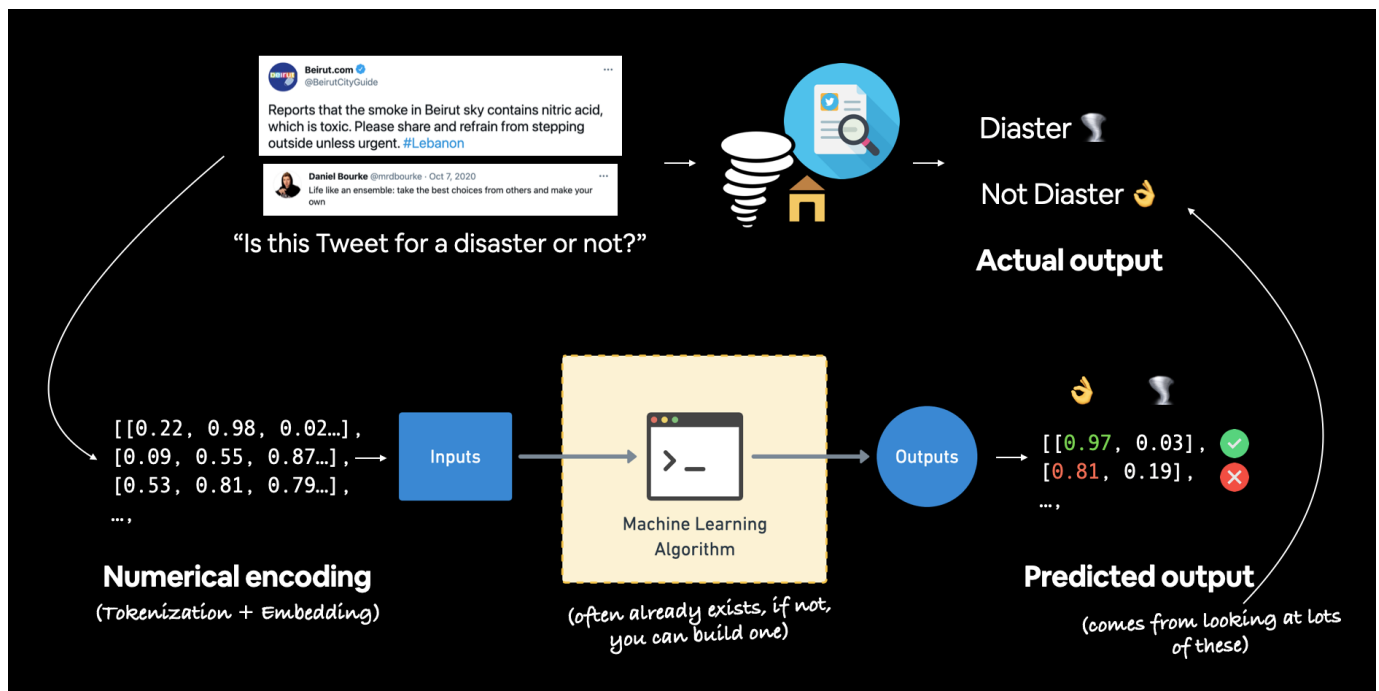 Beirut.com
@BeirutCityGuide
Reports that the smoke in Beirut sky contains nitric acid,
which is toxic. Please share and refrain from stepping
outside unless urgent. #Lebanon
Daniel Bourke @mrdbourke · Oct 7, 2020
Life like an ensemble: take the best choices from others and make your
own
“Is this Tweet for a disaster or not?”
Diaster
Not Diaster
Actual output
[[0.22, 0.98, 0.02…],
[0.09, 0.55, 0.87…],
[0.53, 0.81, 0.79…],
…,
Numerical encoding
(Tokenization + Embedding)
Inputs
Machine Learning
Algorithm
(often already exists, if not,
you can build one)
Outputs
[[0.97, 0.03],
[0.81, 0.19],
…,
Predicted output
(comes from looking at lots
of these)